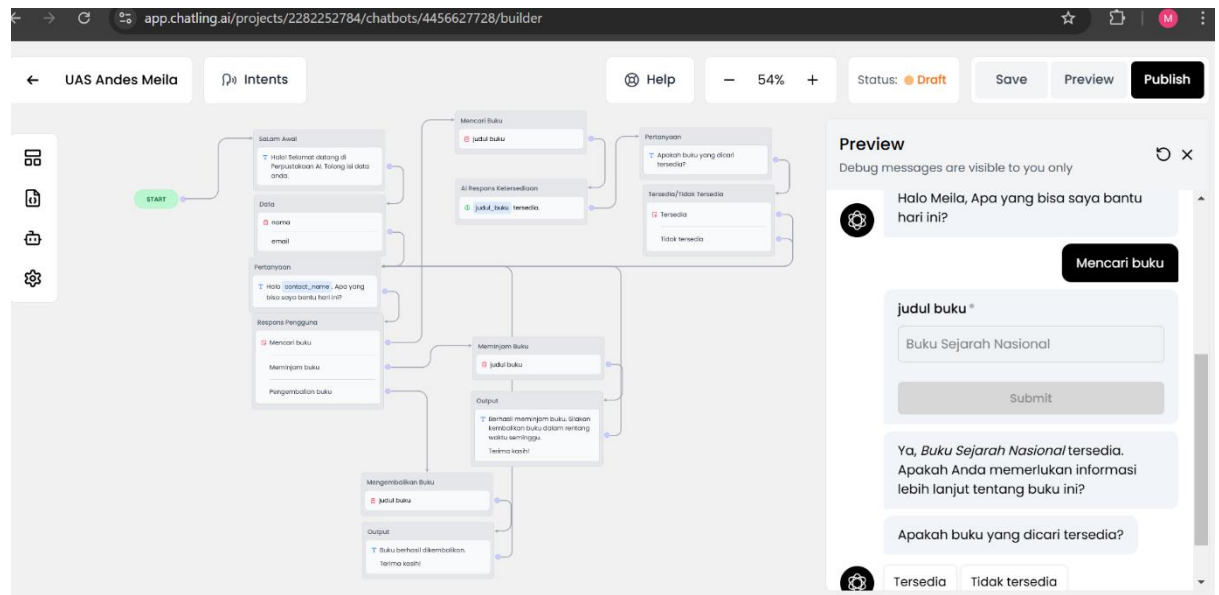 app.chatling.ai/projects/2282252784/chatbots/4456627728/builder
M
UAS Andes Meila
Intents
Help
54%
Status: Draft
Save
Preview
Publish
START
SaLam Awal
Halo! Selamat datang di
Perpustakaan AI. Tolong isi data
anda.
Data
nama
email
Pertanyaan
Halo contact_name, Apa yang
bisa saya bantu hari ini?
Respons Pengguna
Mencari buku
Meminjam buku
Pengembalian buku
Mencari Buku
judul buku
AI Respons Ketersediaan
judul_buku tersedia.
Pertanyaan
Apakah buku yang dicari
tersedia?
Tersedia/Tidak Tersedia
Tersedia
Tidak tersedia
Meminjam Buku
judul buku
Output
Berhasil meminjam buku. Silakan
kembalikan buku dalam rentang
waktu seminggu.
Terima kasih!
Mengembalikan Buku
judul buku
Output
Buku berhasil dikembalikan.
Terima kasih!
Preview
Debug messages are visible to you only
Halo Meila, Apa yang bisa saya bantu
hari ini?
Mencari buku
judul buku *
Buku Sejarah Nasional
Submit
Ya, Buku Sejarah Nasional tersedia.
Apakah Anda memerlukan informasi
lebih lanjut tentang buku ini?
Apakah buku yang dicari tersedia?
Tersedia
Tidak tersedia